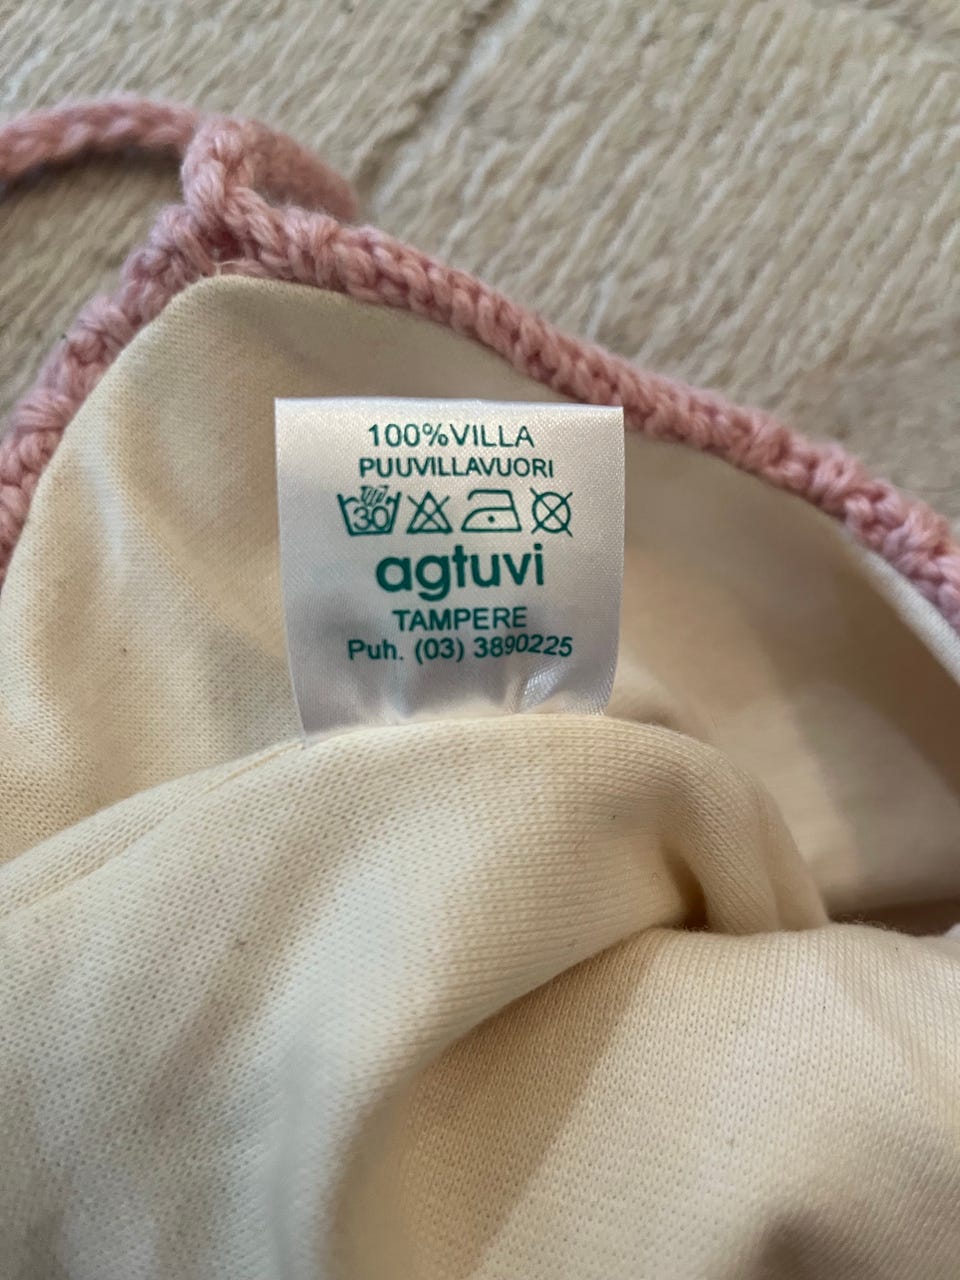 100%VILLA
PUUVILLAVUORI
30
agtuvi
TAMPERE
Puh. (03) 3890225